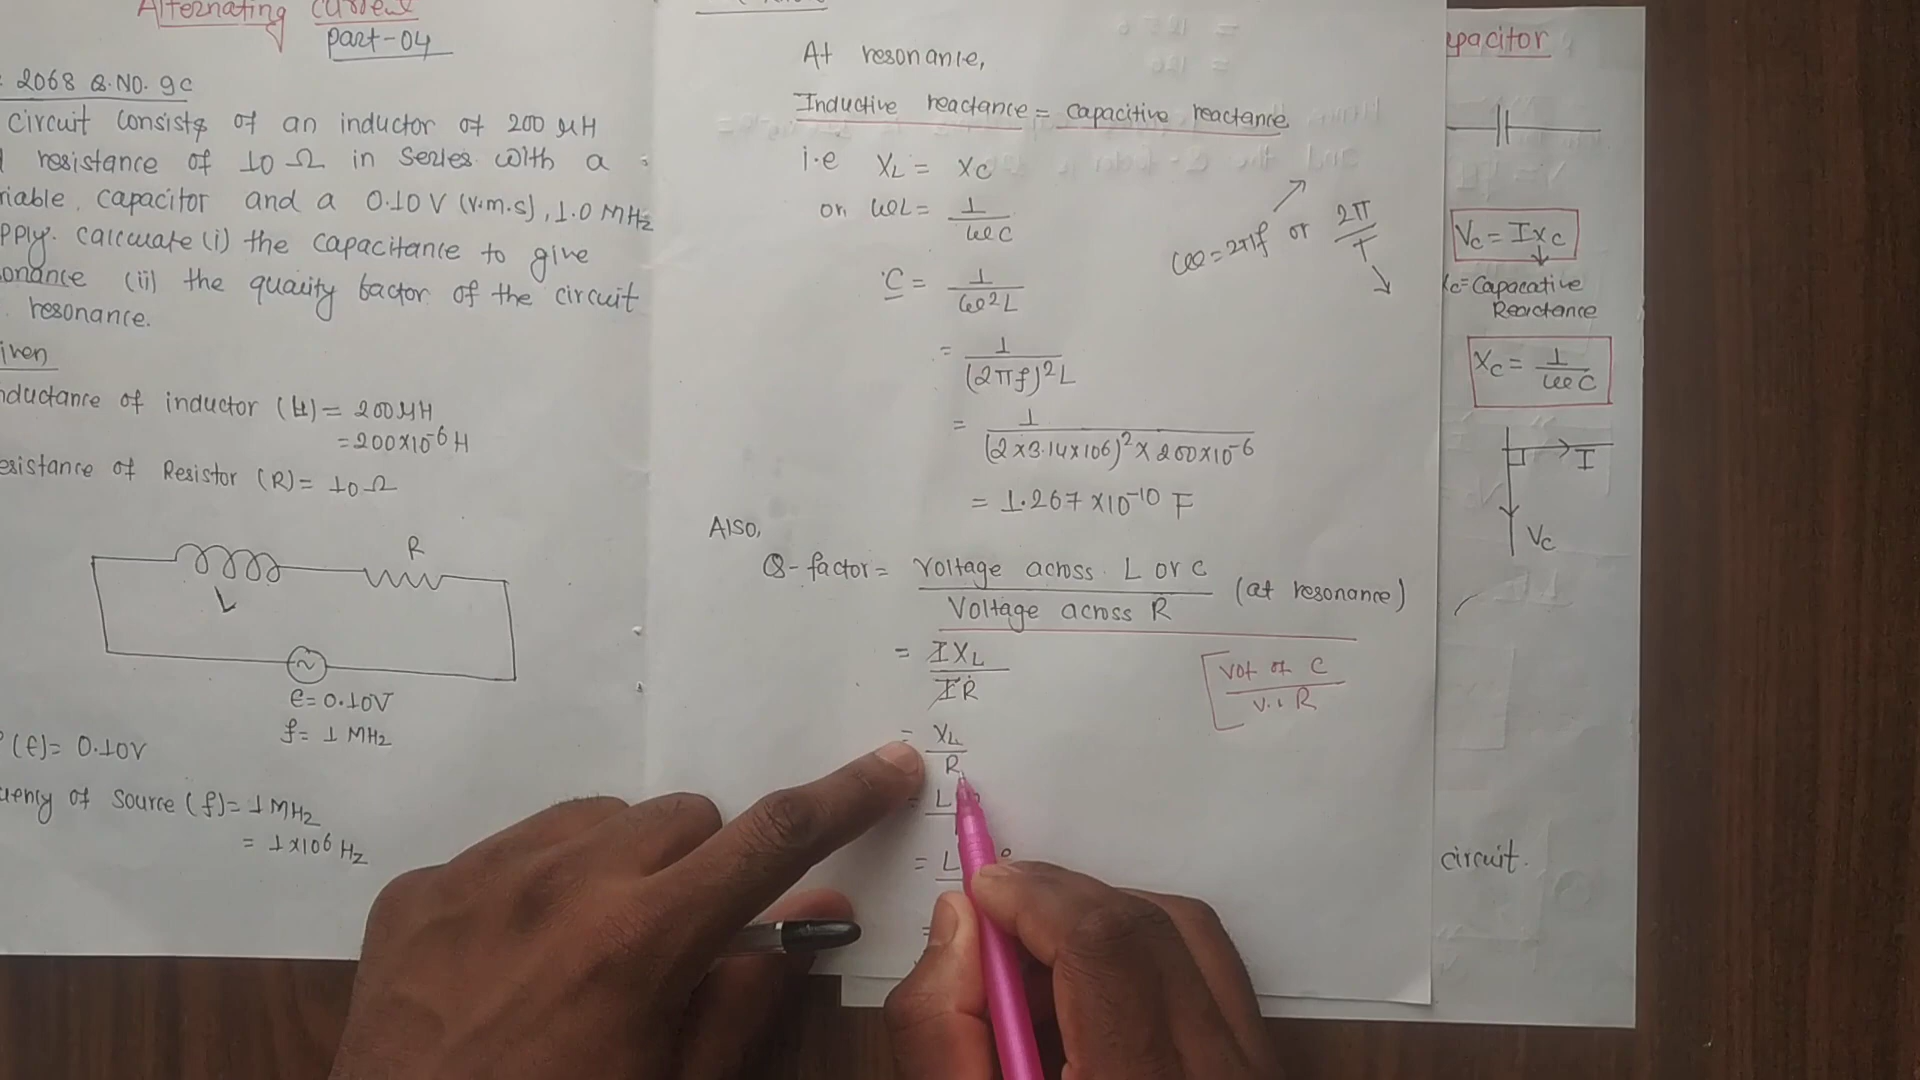 Alternating Current
Part-04
2068 Q.NO. 9c
circuit consists of an inductor of 200 μH
resistance of 10 Ω in series with a
riable capacitor and a 0.10 V (r.m.s), 1.0 MHz
pply. calculate (i) the capacitance to give
onance (ii) the quality factor of the circuit
resonance.
iven
nductance of inductor (L) = 200 μH
= 200×10⁻⁶ H
esistance of Resistor (R) = 10 Ω
R
L
~
E = 0.10V
f = 1 MHz
(E) = 0.10V
uency of source (f) = 1 MHz
= 1×10⁶ Hz
At resonance,
Inductive reactance = capacitive reactance
i.e XL = XC
or ωL = 1/ωC
ω = 2πf or 2π/T
C = 1/ω²L
= 1/(2πf)²L
= 1/(2×3.14×10⁶)²×200×10⁻⁶
= 1.267×10⁻¹⁰ F
Also,
Q-factor = Voltage across L or C / Voltage across R (at resonance)
= IXL/IR
Vot of C / V.. R
= XL/R
= L
= L
=
apacitor
VC = IXC
Xc = Capacative
Reactance
XC = 1/ωC
I
VC
circuit.